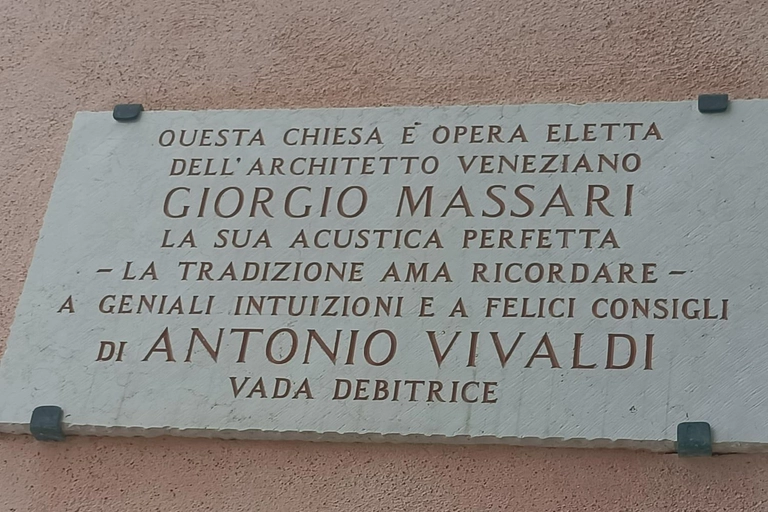 QUESTA CHIESA E' OPERA ELETTA
DELL'ARCHITETTO VENEZIANO
GIORGIO MASSARI
LA SUA ACUSTICA PERFETTA
– LA TRADIZIONE AMA RICORDARE –
A GENIALI INTUIZIONI E A FELICI CONSIGLI
DI ANTONIO VIVALDI
VADA DEBITRICE